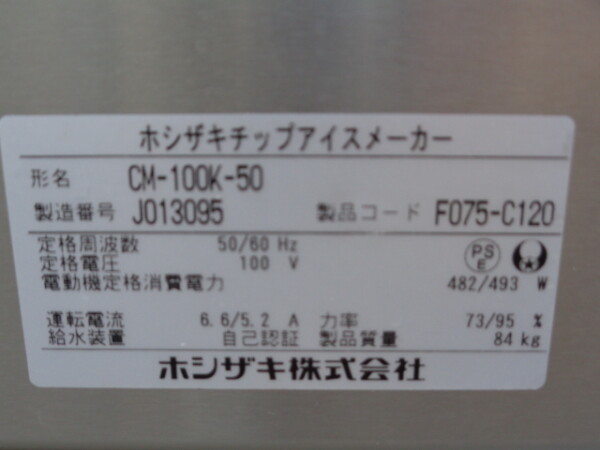 ホシザキチップアイスメーカー
形名 CM-100K-50
製造番号 J013095 製品コード F075-C120
定格周波数 50/60 Hz
定格電圧 100 V
PSE
電動機定格消費電力 482/493 W
運転電流 6.6/5.2 A 力率 73/95 %
給水装置 自己認証 製品質量 84 kg
ホシザキ株式会社